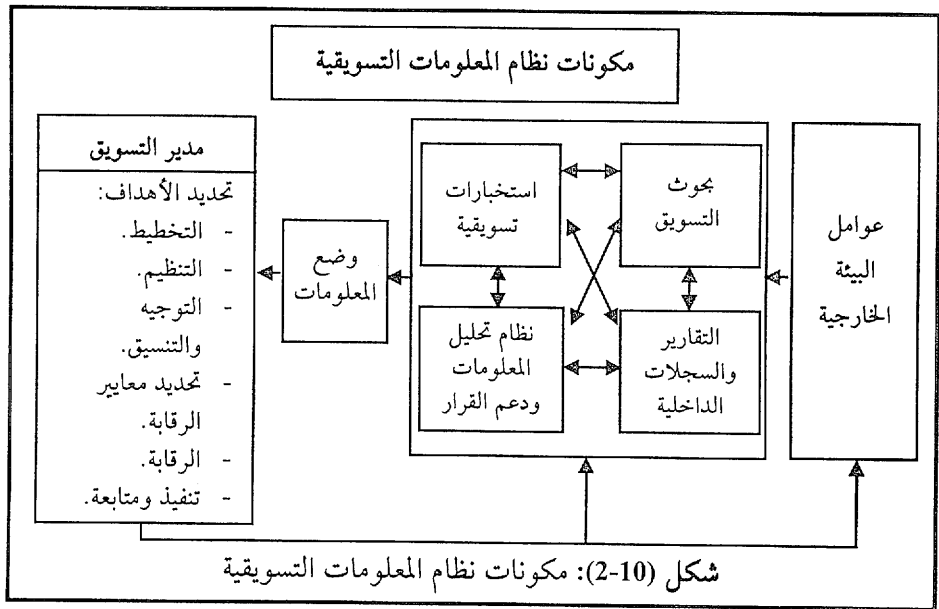 مكونات نظام المعلومات التسويقية
عوامل
البيئة
الخارجية
بحوث
التسويق
استخبارات
تسويقية
التقارير
والسجلات
الداخلية
نظام تحليل
المعلومات
ودعم القرار
وضع
المعلومات
مدير التسويق
تحديد الأهداف:
- التخطيط.
- التنظيم.
- التوجيه
والتنسيق.
- تحديد معايير
الرقابة.
- الرقابة.
- تنفيذ ومتابعة.
شكل (10-2): مكونات نظام المعلومات التسويقية